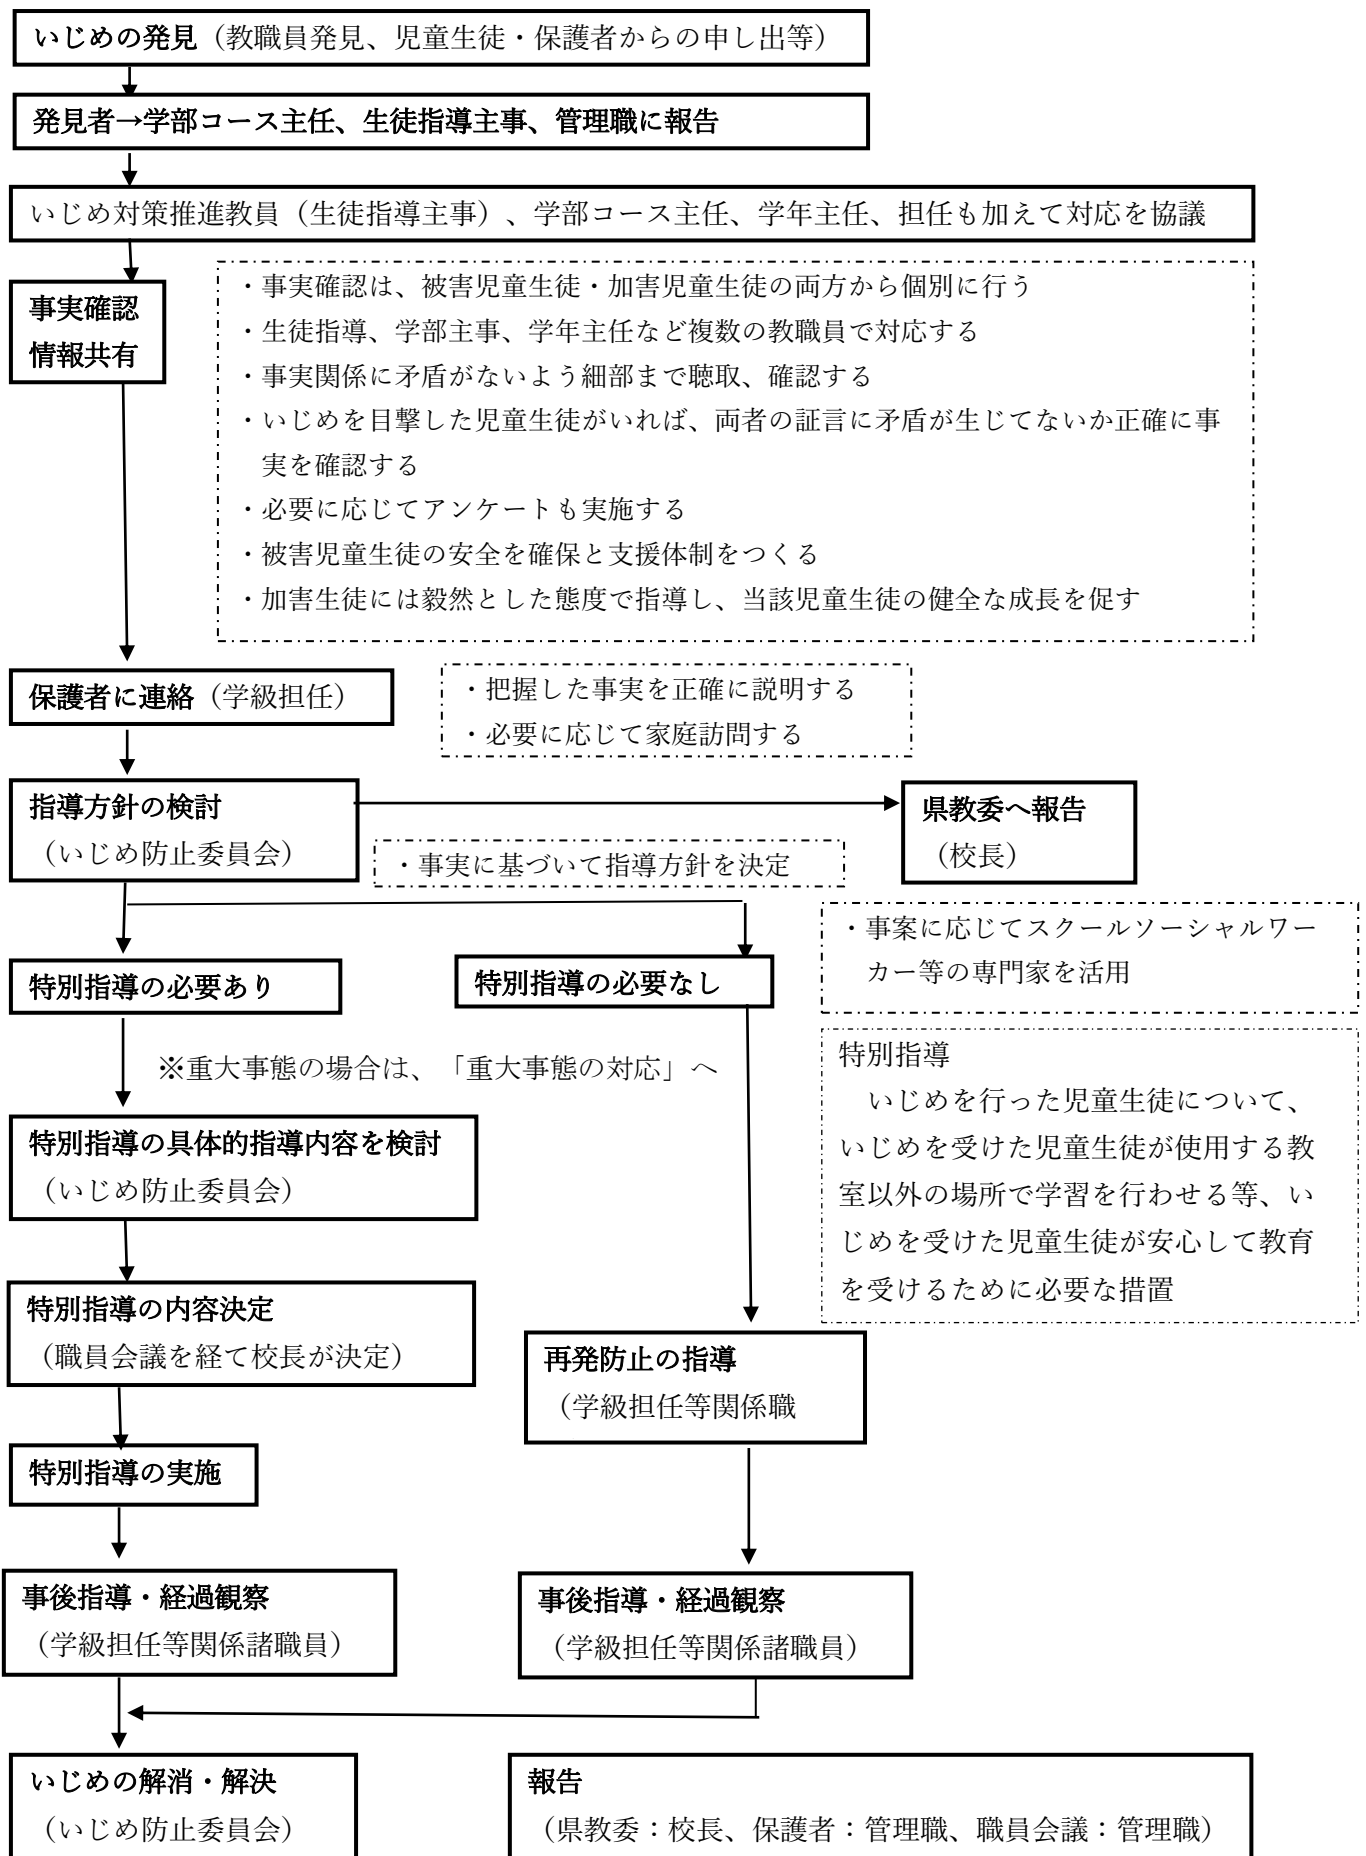 いじめの発見（教職員発見、児童生徒・保護者からの申し出等）
発見者→学部コース主任、生徒指導主事、管理職に報告
いじめ対策推進教員（生徒指導主事）、学部コース主任、学年主任、担任も加えて対応を協議
事実確認
情報共有
・事実確認は、被害児童生徒・加害児童生徒の両方から個別に行う
・生徒指導、学部主事、学年主任など複数の教職員で対応する
・事実関係に矛盾がないよう細部まで聴取、確認する
・いじめを目撃した児童生徒がいれば、両者の証言に矛盾が生じてないか正確に事
実を確認する
・必要に応じてアンケートも実施する
・被害児童生徒の安全を確保と支援体制をつくる
・加害生徒には毅然とした態度で指導し、当該児童生徒の健全な成長を促す
保護者に連絡（学級担任）
・把握した事実を正確に説明する
・必要に応じて家庭訪問する
指導方針の検討
（いじめ防止委員会）
県教委へ報告
（校長）
・事実に基づいて指導方針を決定
・事案に応じてスクールソーシャルワー
カー等の専門家を活用
特別指導の必要あり
特別指導の必要なし
※重大事態の場合は、「重大事態の対応」へ
特別指導
いじめを行った児童生徒について、
いじめを受けた児童生徒が使用する教
室以外の場所で学習を行わせる等、い
じめを受けた児童生徒が安心して教育
を受けるために必要な措置
特別指導の具体的指導内容を検討
（いじめ防止委員会）
特別指導の内容決定
（職員会議を経て校長が決定）
再発防止の指導
（学級担任等関係職
特別指導の実施
事後指導・経過観察
（学級担任等関係諸職員）
事後指導・経過観察
（学級担任等関係諸職員）
いじめの解消・解決
（いじめ防止委員会）
報告
（県教委：校長、保護者：管理職、職員会議：管理職）